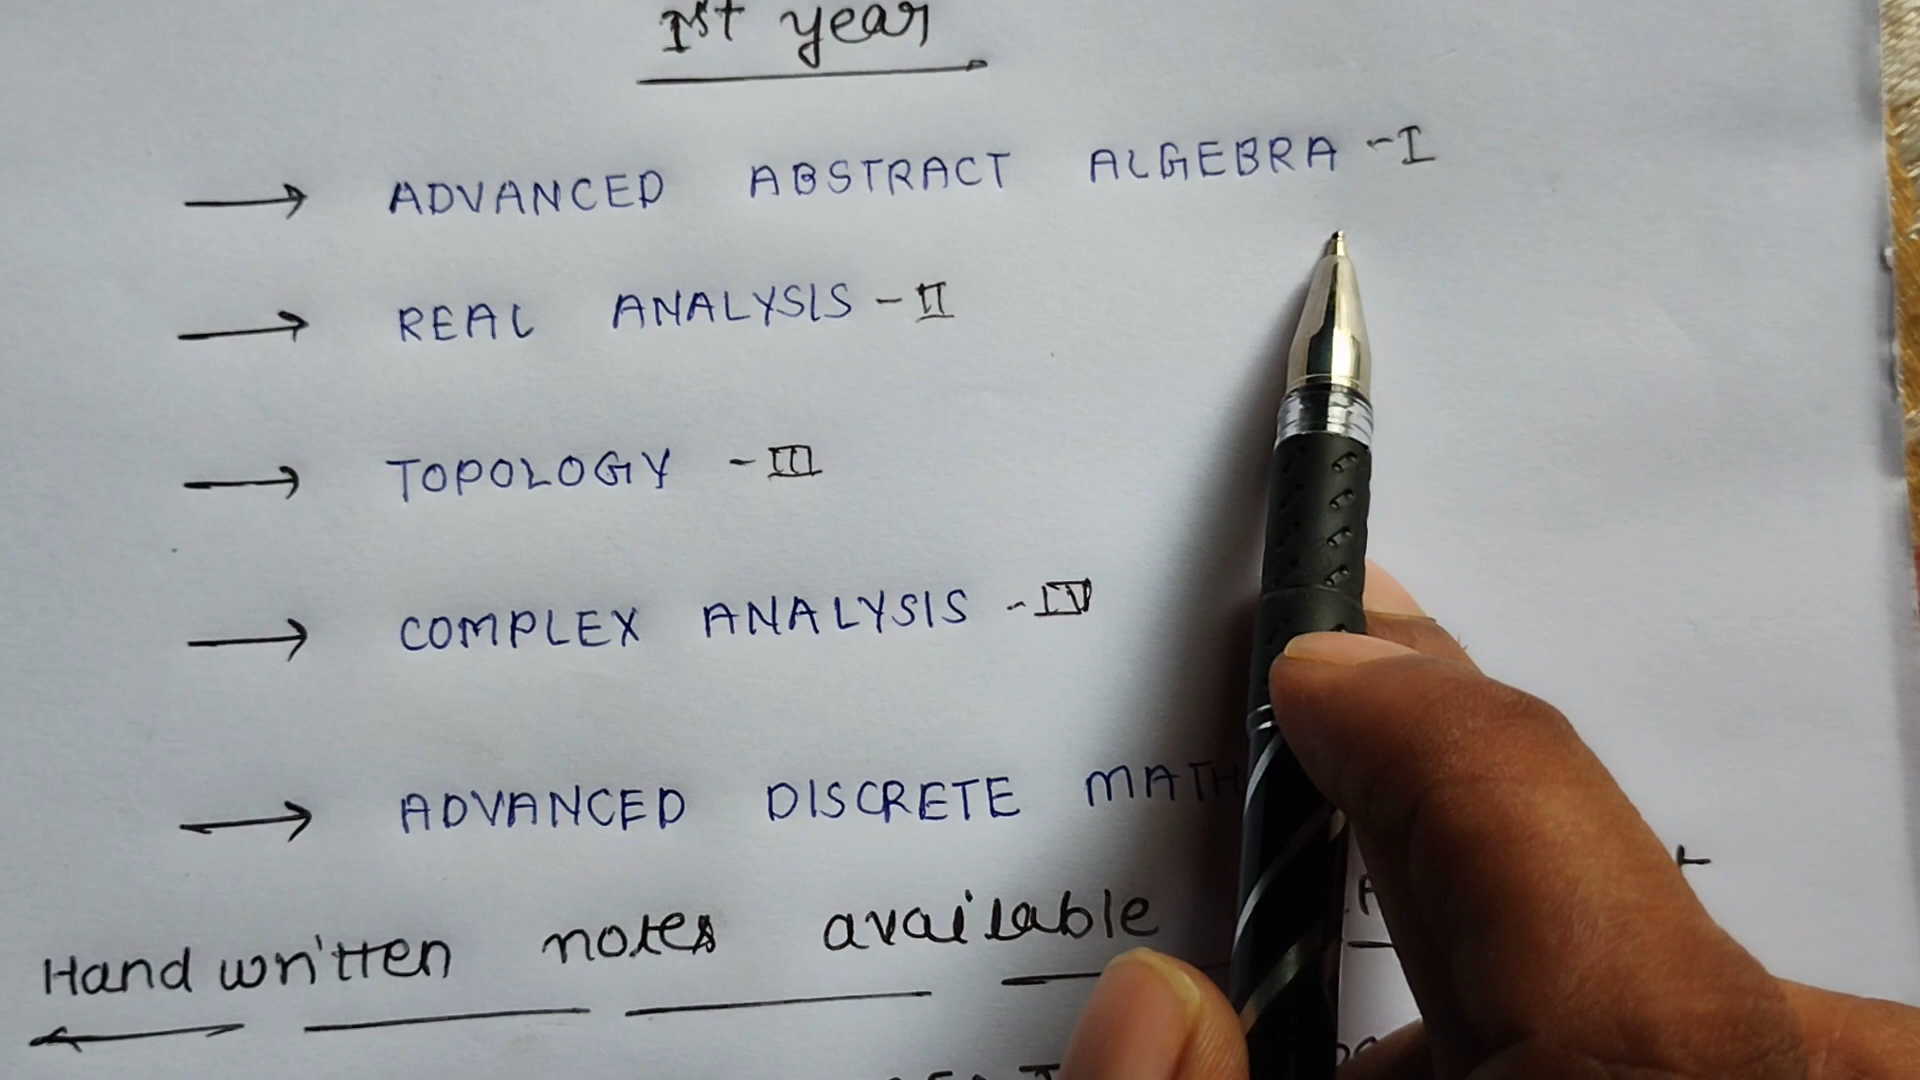 1st year
→ ADVANCED ABSTRACT ALGEBRA - I
→ REAL ANALYSIS - II
→ TOPOLOGY - III
→ COMPLEX ANALYSIS - IV
→ ADVANCED DISCRETE MATH
Hand written notes available